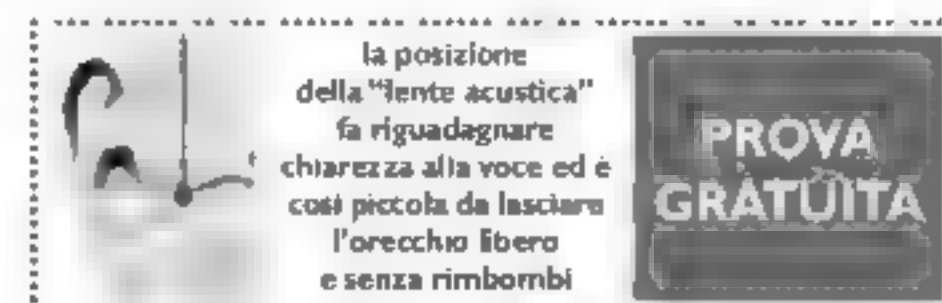 la posizione
della "lente acustica"
fa riguadagnare
chiarezza alla voce ed è
così piccola da lasciare
l'orecchio libero
e senza rimbombi
PROVA
GRATUITA